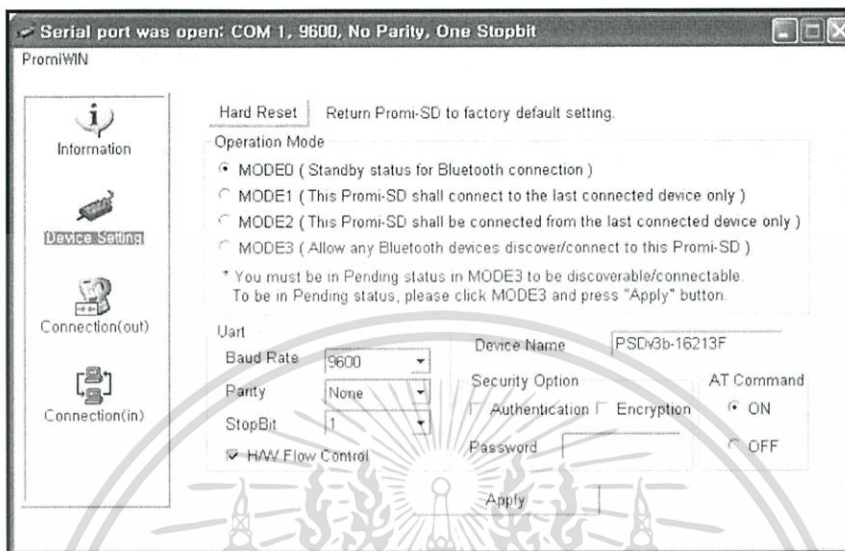 Serial port was open: COM 1, 9600, No Parity, One Stopbit
PromiWIN
Information
Device Setting
Connection(out)
Connection(in)
Hard Reset Return Promi-SD to factory default setting.
Operation Mode
MODE0 ( Standby status for Bluetooth connection )
MODE1 ( This Promi-SD shall connect to the last connected device only )
MODE2 ( This Promi-SD shall be connected from the last connected device only )
MODE3 ( Allow any Bluetooth devices discover/connect to this Promi-SD )
* You must be in Pending status in MODE3 to be discoverable/connectable.
To be in Pending status, please click MODE3 and press "Apply" button.
Uart
Baud Rate 9600
Parity None
StopBit 1
H/W Flow Control
Device Name PSDv3b-16213F
Security Option
Authentication Encryption
Password
AT Command
ON
OFF
Apply